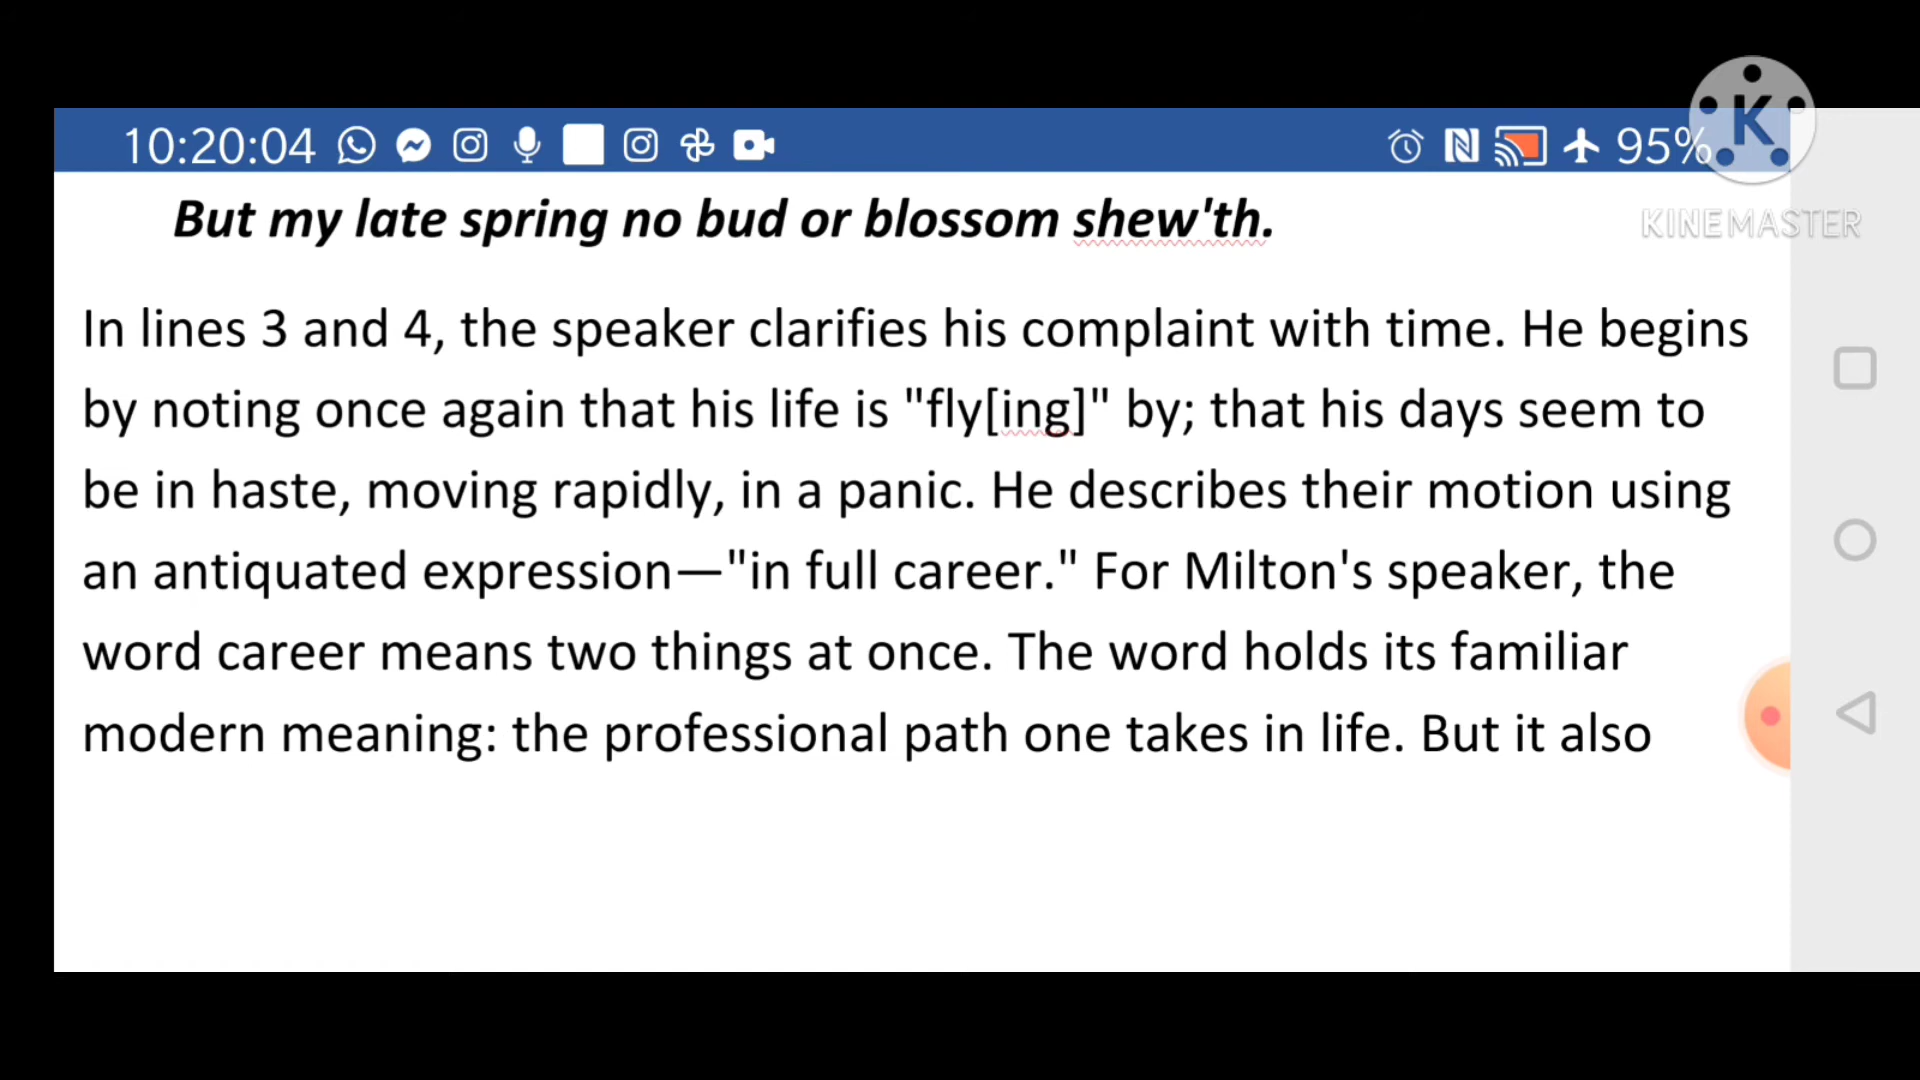 10:20:04 95%
K
KINEMASTER
But my late spring no bud or blossom shew'th.
In lines 3 and 4, the speaker clarifies his complaint with time. He begins
by noting once again that his life is "fly[ing]" by; that his days seem to
be in haste, moving rapidly, in a panic. He describes their motion using
an antiquated expression—"in full career." For Milton's speaker, the
word career means two things at once. The word holds its familiar
modern meaning: the professional path one takes in life. But it also